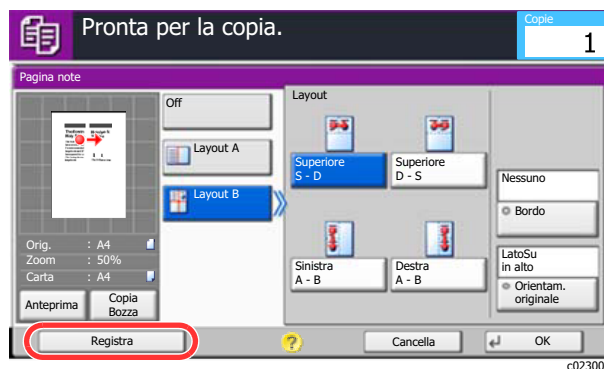 Pronta per la copia.
Copie
1
Pagina note
Off
Layout A
Layout B
Layout
Superiore
S - D
Superiore
D - S
Sinistra
A - B
Destra
A - B
Nessuno
Bordo
LatoSu
in alto
Orientam.
originale
Orig. : A4
Zoom : 50%
Carta : A4
Anteprima
Copia
Bozza
Registra
?
Cancella
OK
c02300